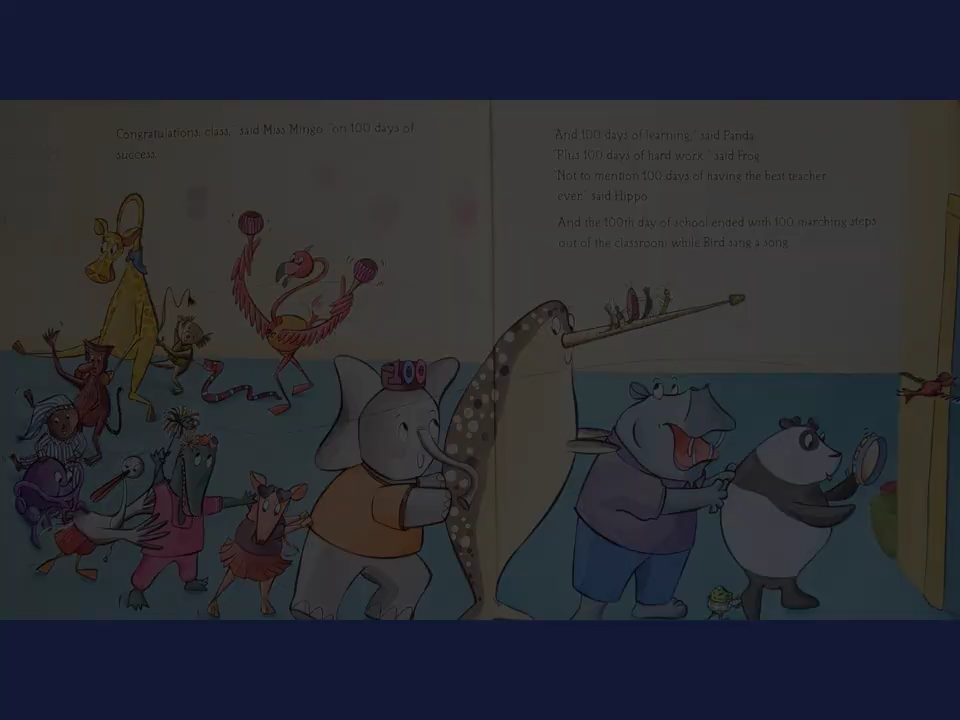 Congratulations, class," said Miss Mingo, "on 100 days of
success.
100
And 100 days of learning," said Panda.
"Plus 100 days of hard work," said Frog.
"Not to mention 100 days of having the best teacher
ever," said Hippo.
And the 100th day of school ended with 100 marching steps
out of the classroom while Bird sang a song.